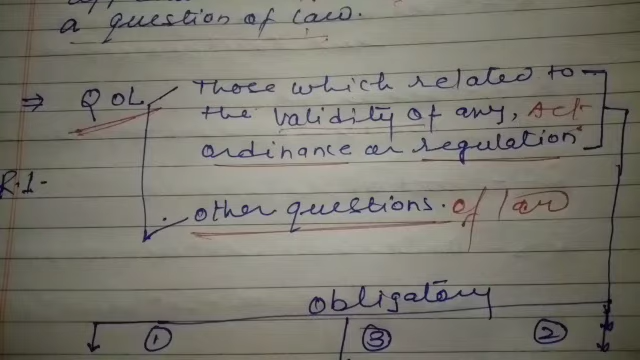 a question of law.
⇒ QOL
Those which related to
the validity of any, Act
ordinance or regulation
R.1-
other questions. of law
Obligatory
① ③ ②